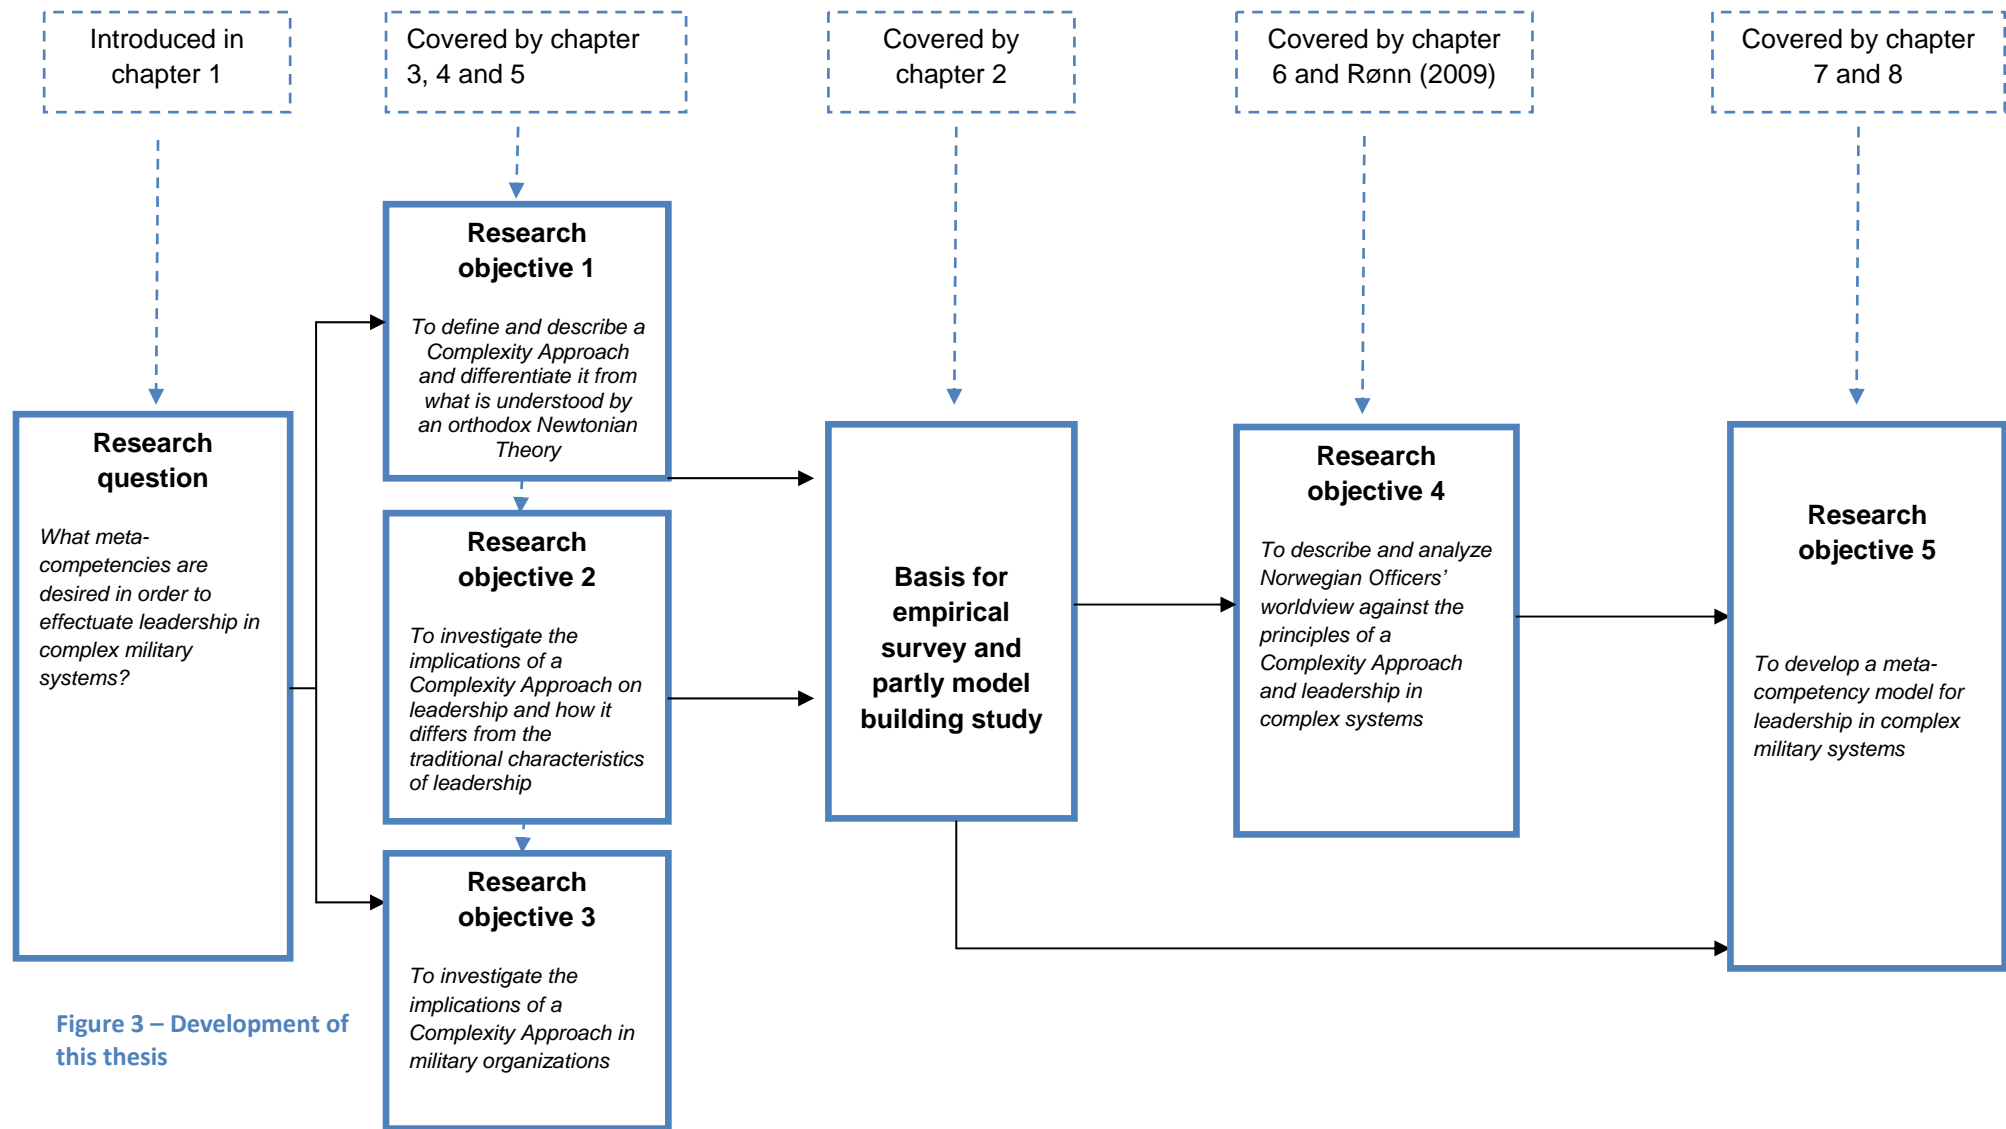 Introduced in
chapter 1
Covered by chapter
3, 4 and 5
Covered by
chapter 2
Covered by chapter
6 and Rønn (2009)
Covered by chapter
7 and 8
Research
question
What meta-
competencies are
desired in order to
effectuate leadership in
complex military
systems?
Research
objective 1
To define and describe a
Complexity Approach
and differentiate it from
what is understood by
an orthodox Newtonian
Theory
Research
objective 2
To investigate the
implications of a
Complexity Approach on
leadership and how it
differs from the
traditional characteristics
of leadership
Research
objective 3
To investigate the
implications of a
Complexity Approach in
military organizations
Basis for
empirical
survey and
partly model
building study
Research
objective 4
To describe and analyze
Norwegian Officers’
worldview against the
principles of a
Complexity Approach
and leadership in
complex systems
Research
objective 5
To develop a meta-
competency model for
leadership in complex
military systems
Figure 3 – Development of
this thesis